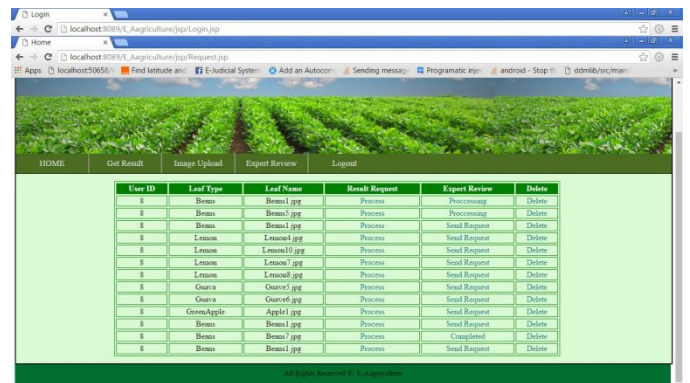 Login
localhost:8089/E_Aagriculture/jsp/Login.jsp
Home
localhost:8089/E_Aagriculture/jsp/Request.jsp
Apps localhost:50658/ Find latitude and E-Judicial System Add an Autocom Sending message Programatic injec android - Stop th ddmlib/src/main
HOME Get Result Image Upload Expert Review Logout
User ID Leaf Type Leaf Name Result Request Expert Review Delete
8 Beans Beans1.jpg Process Proccessing Delete
8 Beans Beans5.jpg Process Proccessing Delete
8 Beans Beans1.jpg Process Send Request Delete
8 Lemon Lemon4.jpg Process Send Request Delete
8 Lemon Lemon10.jpg Process Send Request Delete
8 Lemon Lemon7.jpg Process Send Request Delete
8 Lemon Lemon8.jpg Process Send Request Delete
8 Guava Guave5.jpg Process Send Request Delete
8 Guava Guave6.jpg Process Send Request Delete
8 GreenApple Apple1.jpg Process Send Request Delete
8 Beans Beans1.jpg Process Send Request Delete
8 Beans Beans7.jpg Process Completed Delete
8 Beans Beans1.jpg Process Send Request Delete
All Rights Reserved © E-Aagriculture